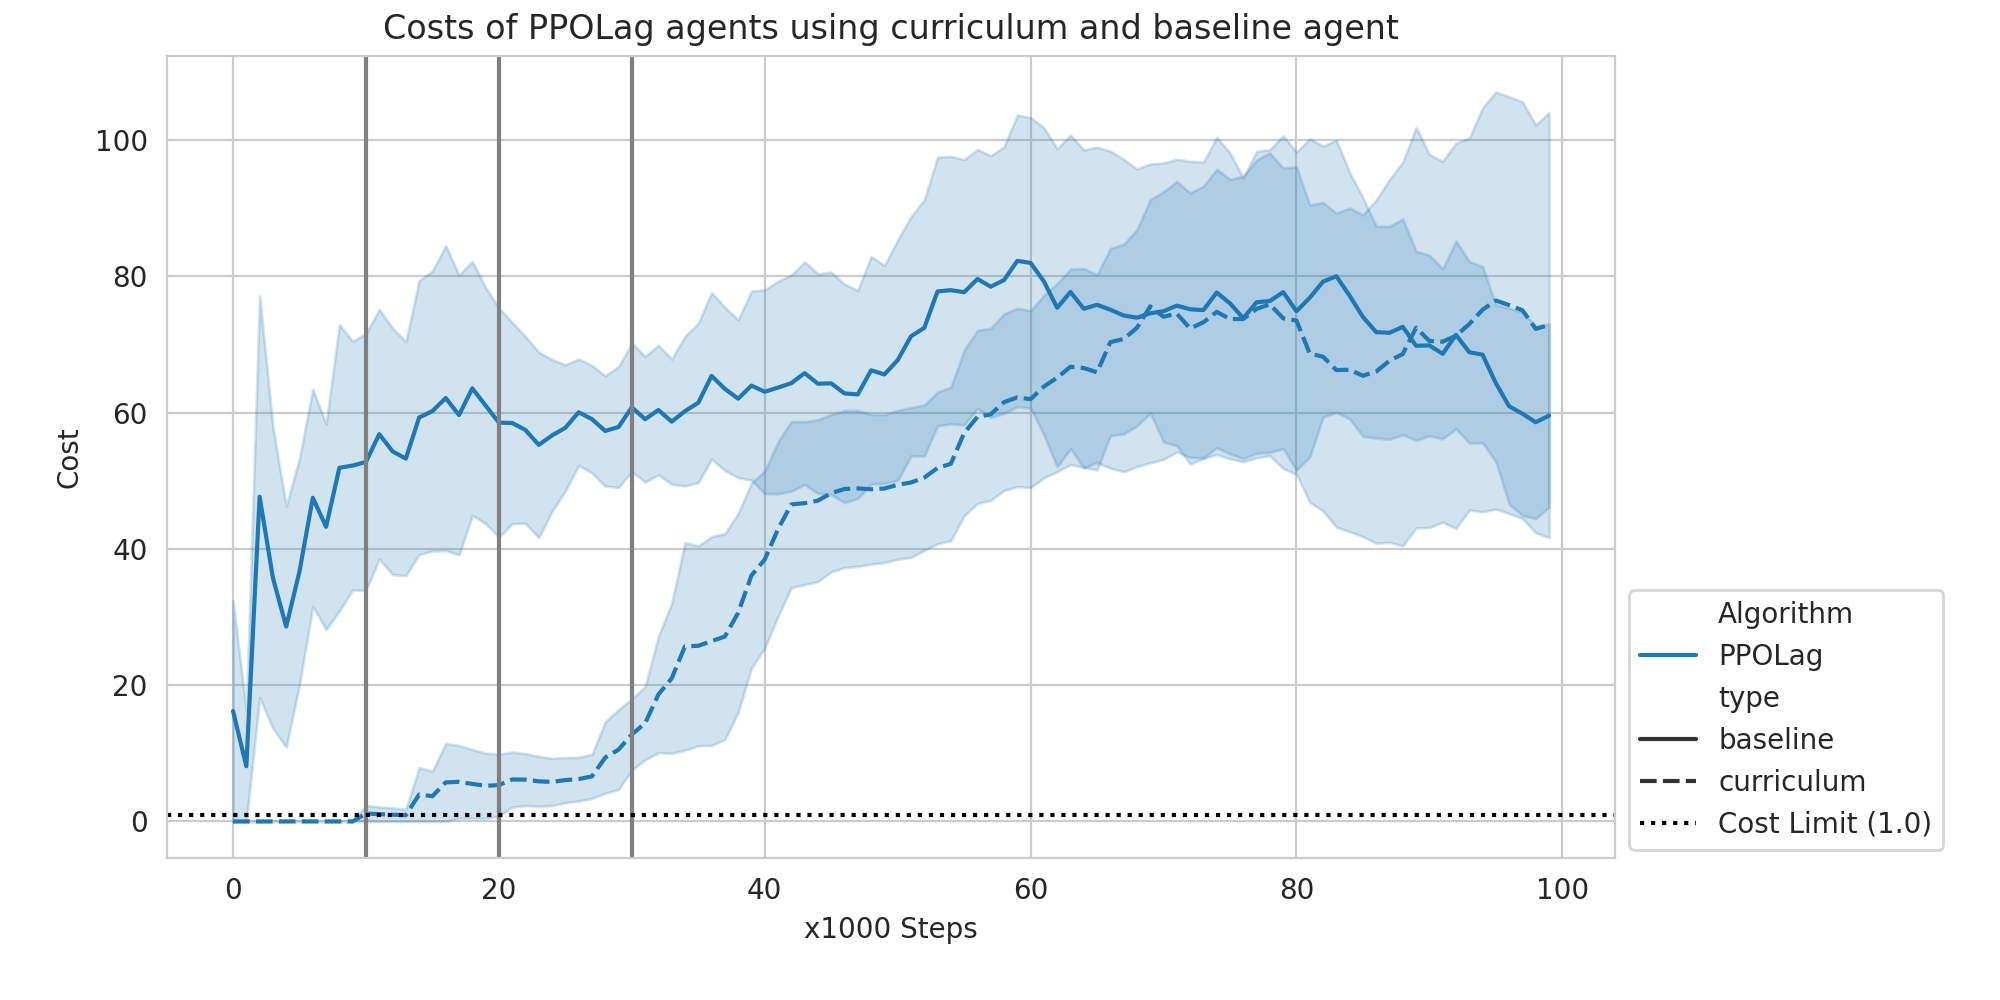 Costs of PPOLag agents using curriculum and baseline agent
100
80
60
40
20
0
Cost
0 20 40 60 80 100
x1000 Steps
Algorithm
PPOLag
type
baseline
curriculum
Cost Limit (1.0)